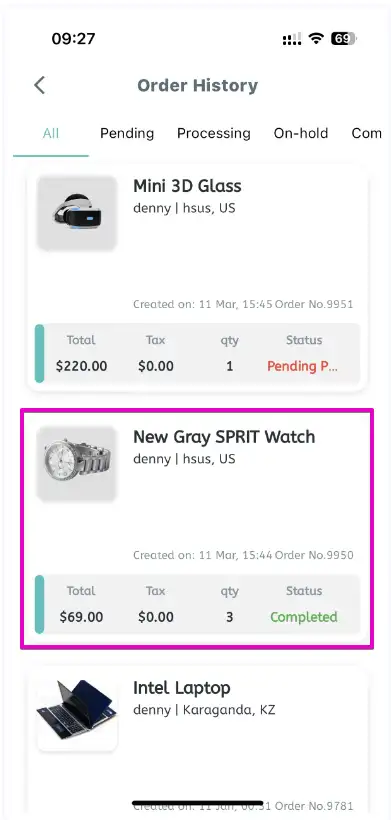 09:27
69
Order History
All Pending Processing On-hold Com
Mini 3D Glass
denny | hsus, US
Created on: 11 Mar, 15:45 Order No.9951
Total Tax qty Status
$220.00 $0.00 1 Pending P...
New Gray SPRIT Watch
denny | hsus, US
Created on: 11 Mar, 15:44 Order No.9950
Total Tax qty Status
$69.00 $0.00 3 Completed
Intel Laptop
denny | Karaganda, KZ
Created on: 11 Jan, 00:31 Order No.9781